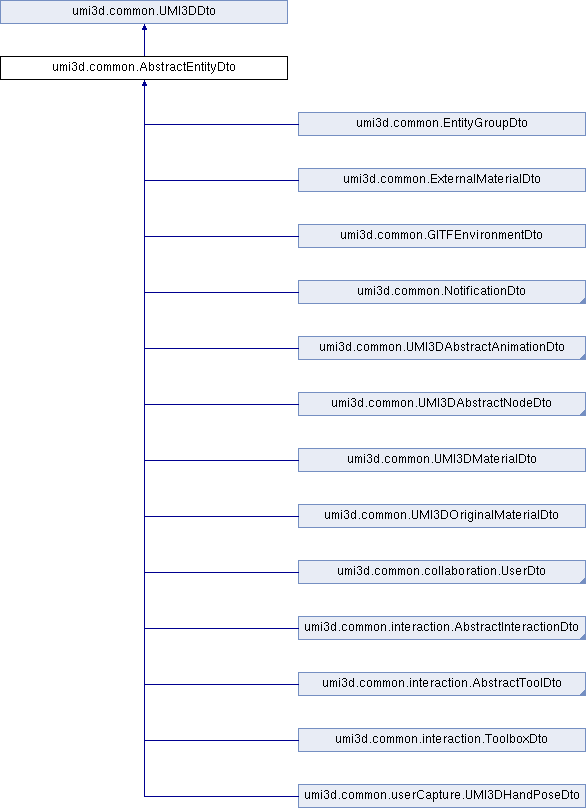 umi3d.common.UMI3DDto
umi3d.common.AbstractEntityDto
umi3d.common.EntityGroupDto
umi3d.common.ExternalMaterialDto
umi3d.common.GlTFEnvironmentDto
umi3d.common.NotificationDto
umi3d.common.UMI3DAbstractAnimationDto
umi3d.common.UMI3DAbstractNodeDto
umi3d.common.UMI3DMaterialDto
umi3d.common.UMI3DOriginalMaterialDto
umi3d.common.collaboration.UserDto
umi3d.common.interaction.AbstractInteractionDto
umi3d.common.interaction.AbstractToolDto
umi3d.common.interaction.ToolboxDto
umi3d.common.userCapture.UMI3DHandPoseDto